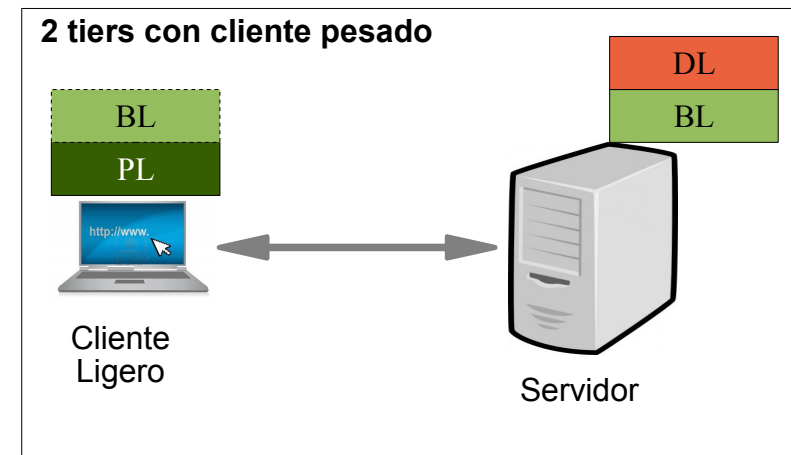 2 tiers con cliente pesado
DL
BL
BL
PL
http://www.
Cliente
Ligero
Servidor